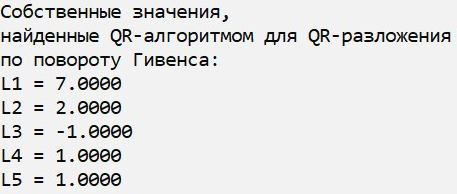 Собственные значения,
найденные QR-алгоритмом для QR-разложения
по повороту Гивенса:
L1 = 7.0000
L2 = 2.0000
L3 = -1.0000
L4 = 1.0000
L5 = 1.0000